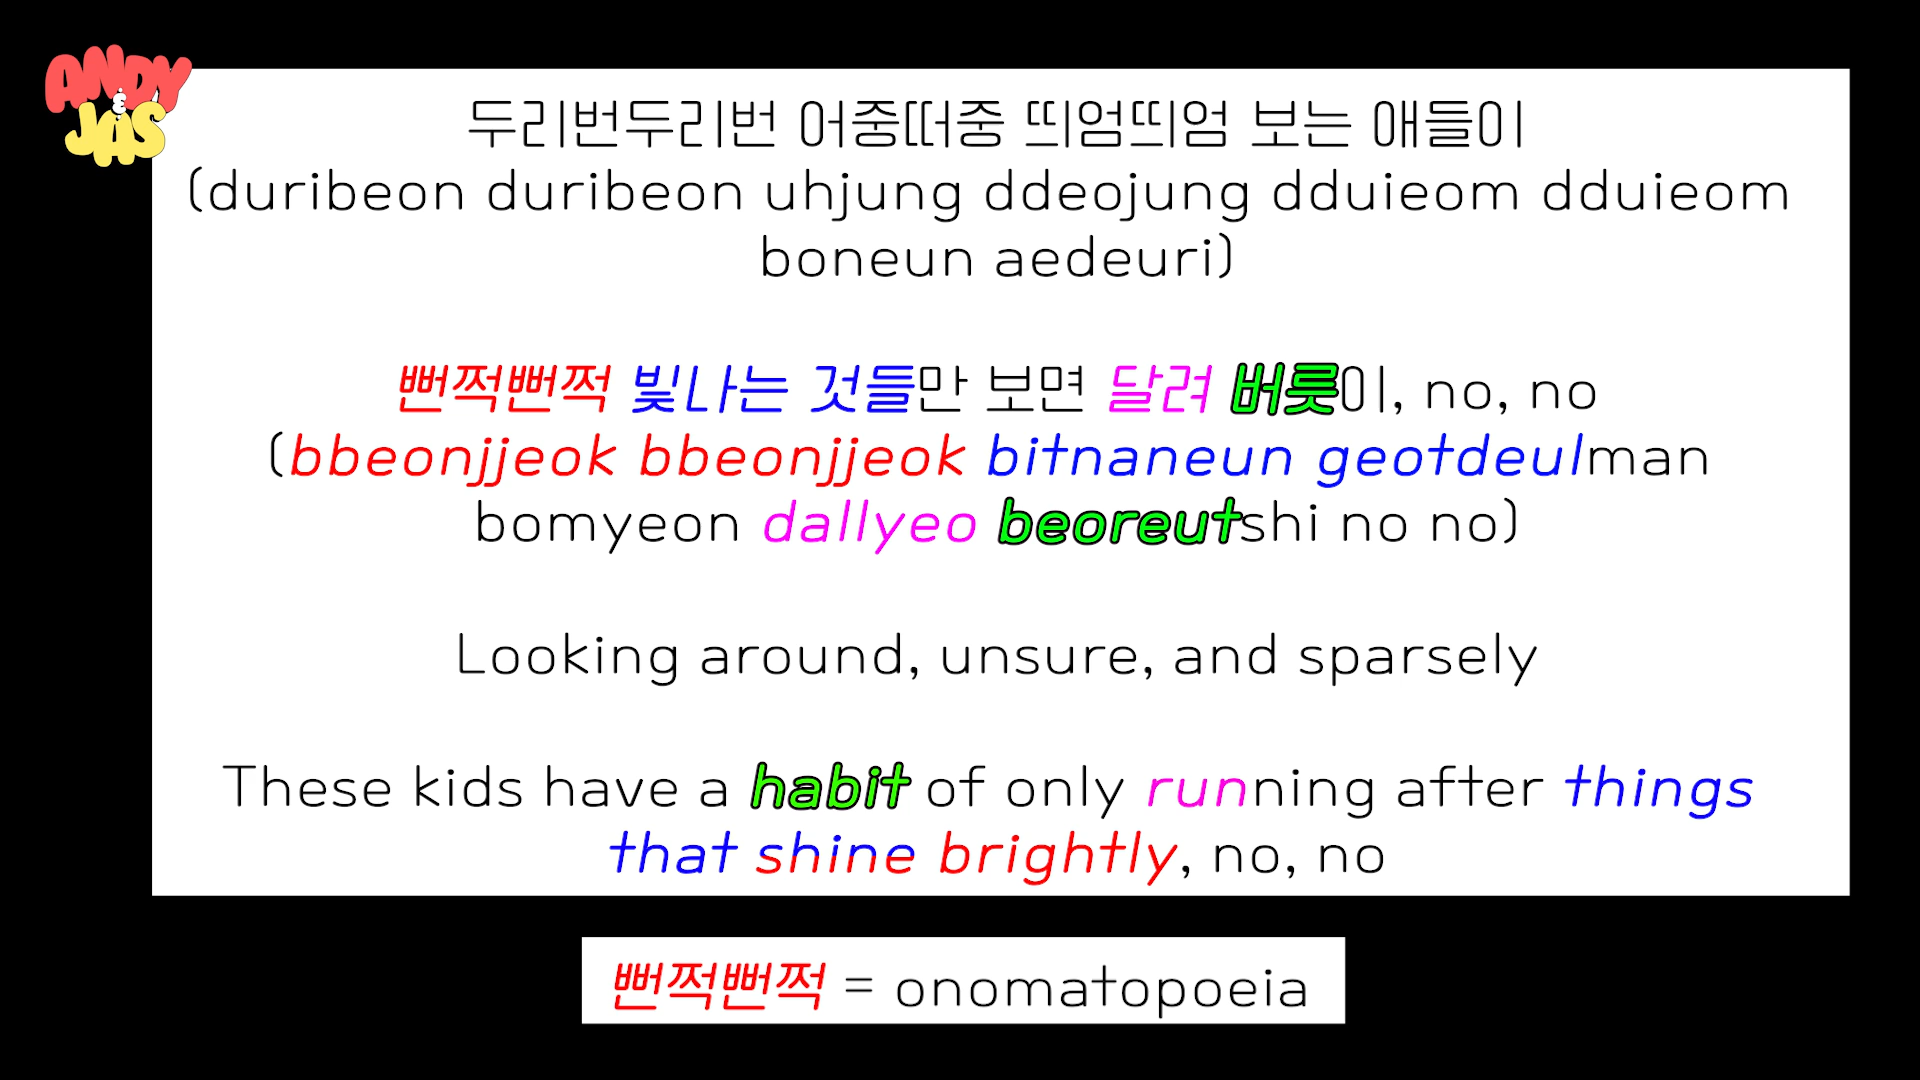 ANDY
&
JAS
두리번두리번 어중떠중 띄엄띄엄 보는 애들이
(duribeon duribeon uhjung ddeojung dduieom dduieom
boneun aedeuri)
뻔쩍뻔쩍 빛나는 것들만 보면 달려 버릇이, no, no
(bbeonjjeok bbeonjjeok bitnaneun geotdeulman
bomyeon dallyeo beoreutshi no no)
Looking around, unsure, and sparsely
These kids have a habit of only running after things
that shine brightly, no, no
뻔쩍뻔쩍 = onomatopoeia